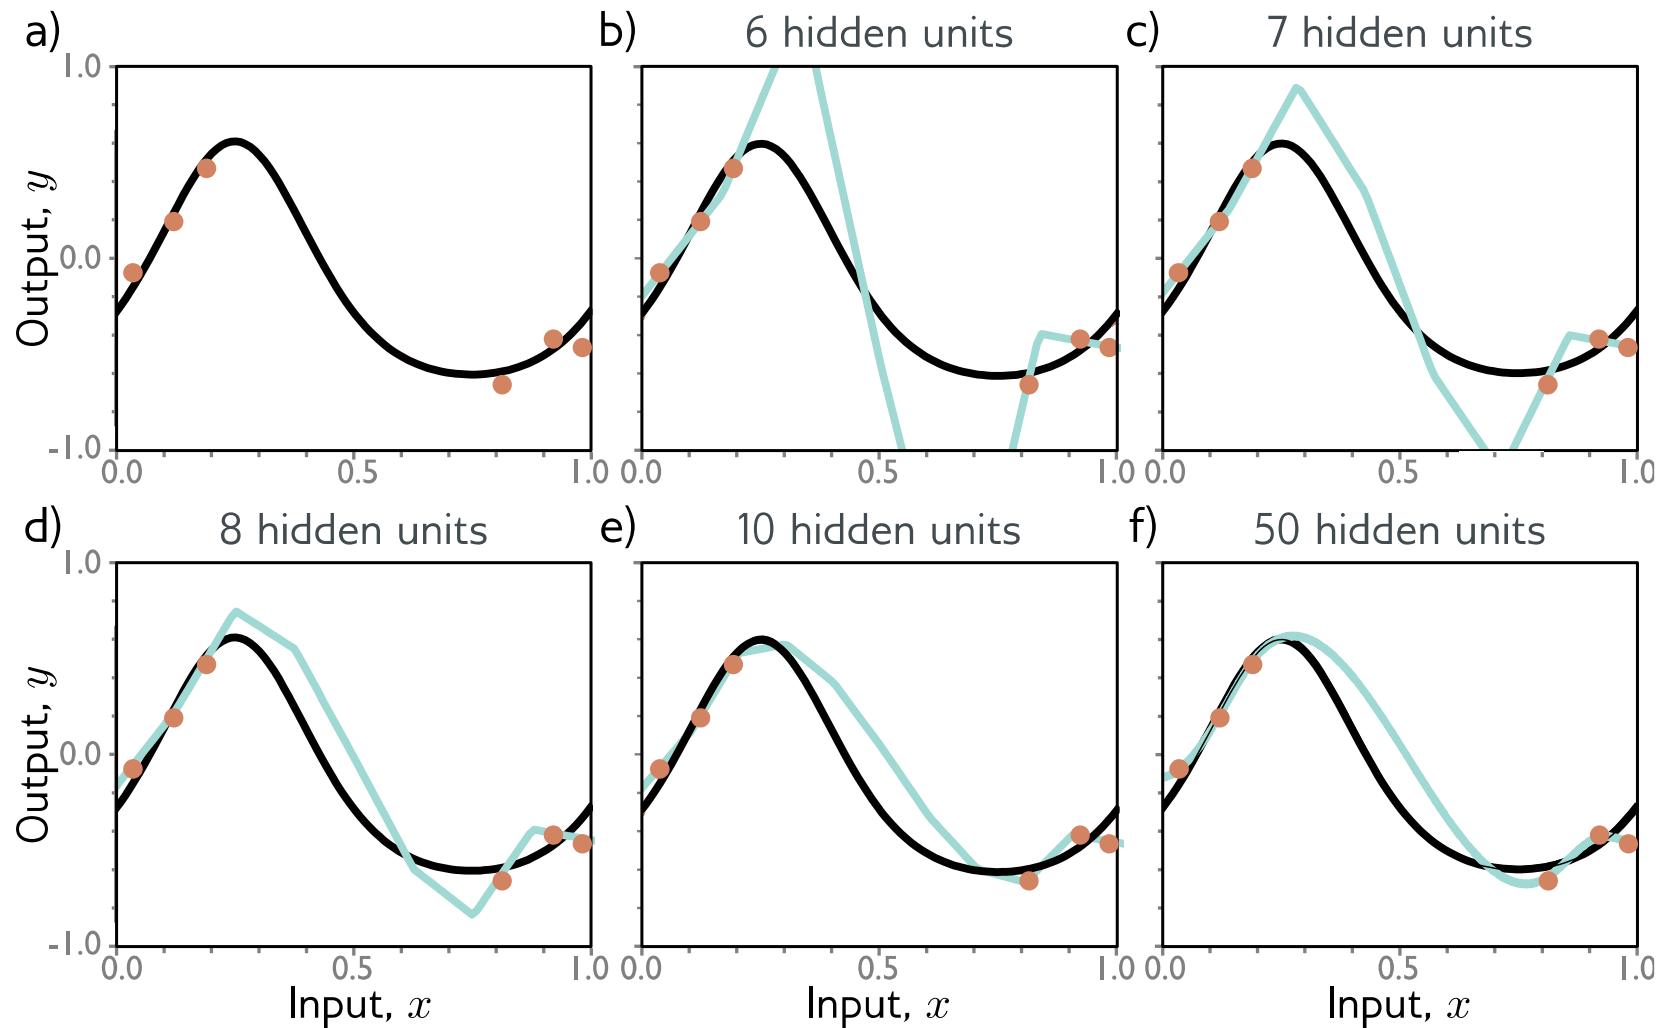 a)
b) 6 hidden units
c) 7 hidden units
1.0
0.0
-1.0
Output, y
0.0 0.5 1.0
0.0 0.5 1.0
0.0 0.5 1.0
d) 8 hidden units
e) 10 hidden units
f) 50 hidden units
1.0
0.0
-1.0
Output, y
0.0 0.5 1.0
0.0 0.5 1.0
0.0 0.5 1.0
Input, x
Input, x
Input, x